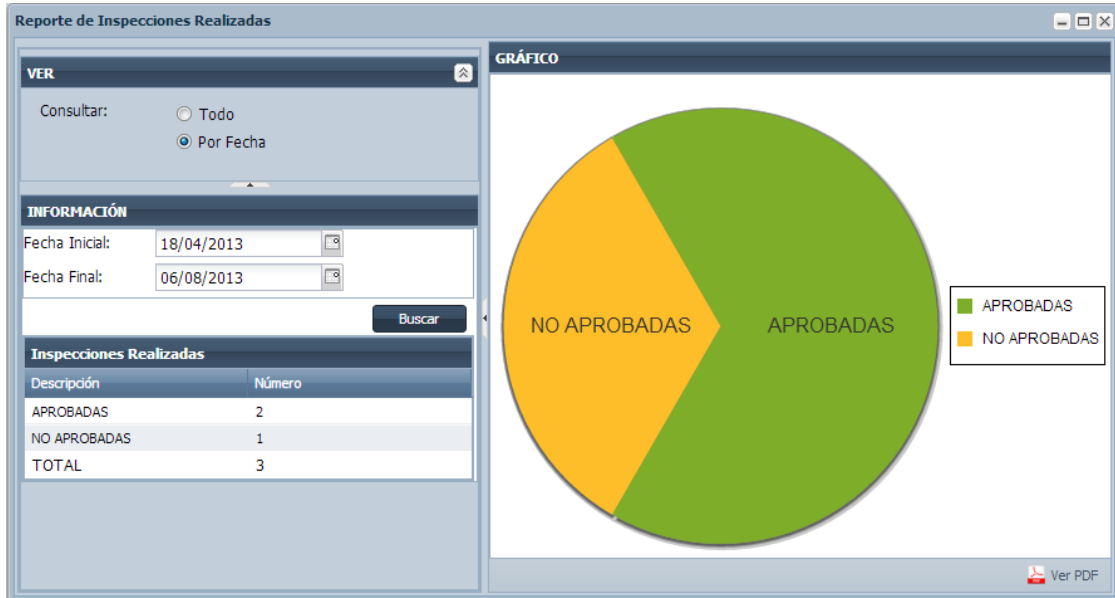 Reporte de Inspecciones Realizadas
VER
Consultar:
Todo
Por Fecha
INFORMACIÓN
Fecha Inicial: 18/04/2013
Fecha Final: 06/08/2013
Buscar
Inspecciones Realizadas
Descripción Número
APROBADAS 2
NO APROBADAS 1
TOTAL 3
GRÁFICO
NO APROBADAS APROBADAS
APROBADAS
NO APROBADAS
Ver PDF